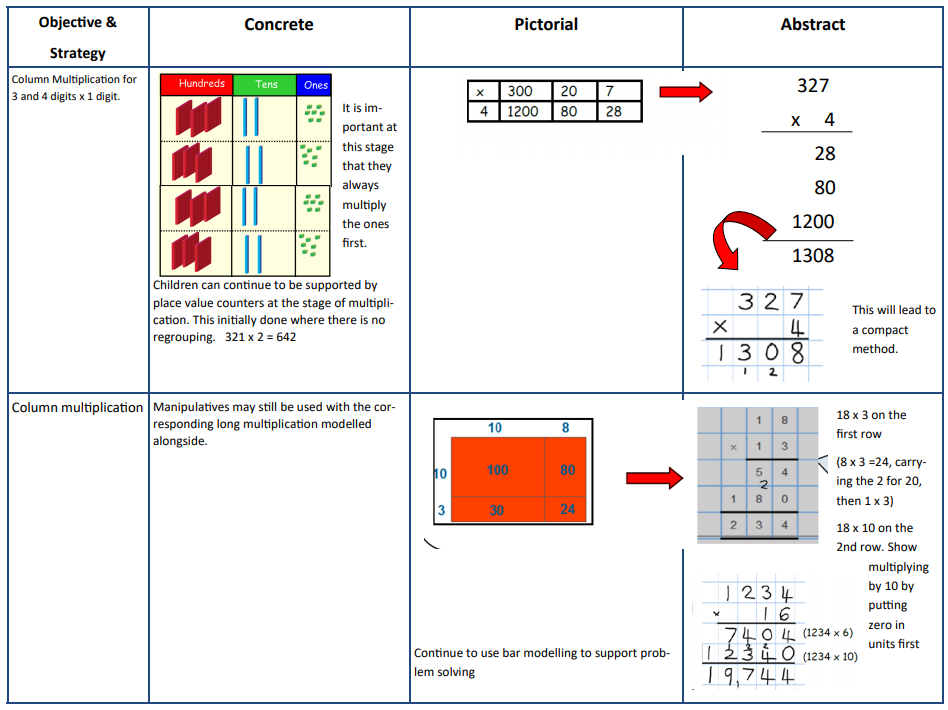 Objective &
Strategy
Concrete
Pictorial
Abstract
Column Multiplication for
3 and 4 digits x 1 digit.
Hundreds Tens Ones
It is im-
portant at
this stage
that they
always
multiply
the ones
first.
Children can continue to be supported by
place value counters at the stage of multipli-
cation. This initially done where there is no
regrouping. 321 x 2 = 642
x 300 20 7
4 1200 80 28
327
x 4
28
80
1200
1308
327
× 4
1308
1 2
This will lead to
a compact
method.
Column multiplication
Manipulatives may still be used with the cor-
responding long multiplication modelled
alongside.
10 8
10 100 80
3 30 24
Continue to use bar modelling to support prob-
lem solving
1 8
× 1 3
5 4
2
1 8 0
2 3 4
18 x 3 on the
first row
(8 x 3 =24, carry-
ing the 2 for 20,
then 1 x 3)
18 x 10 on the
2nd row. Show
multiplying
by 10 by
putting
zero in
units first
1234
× 16
7404 (1234 x 6)
12340 (1234 x 10)
19,744